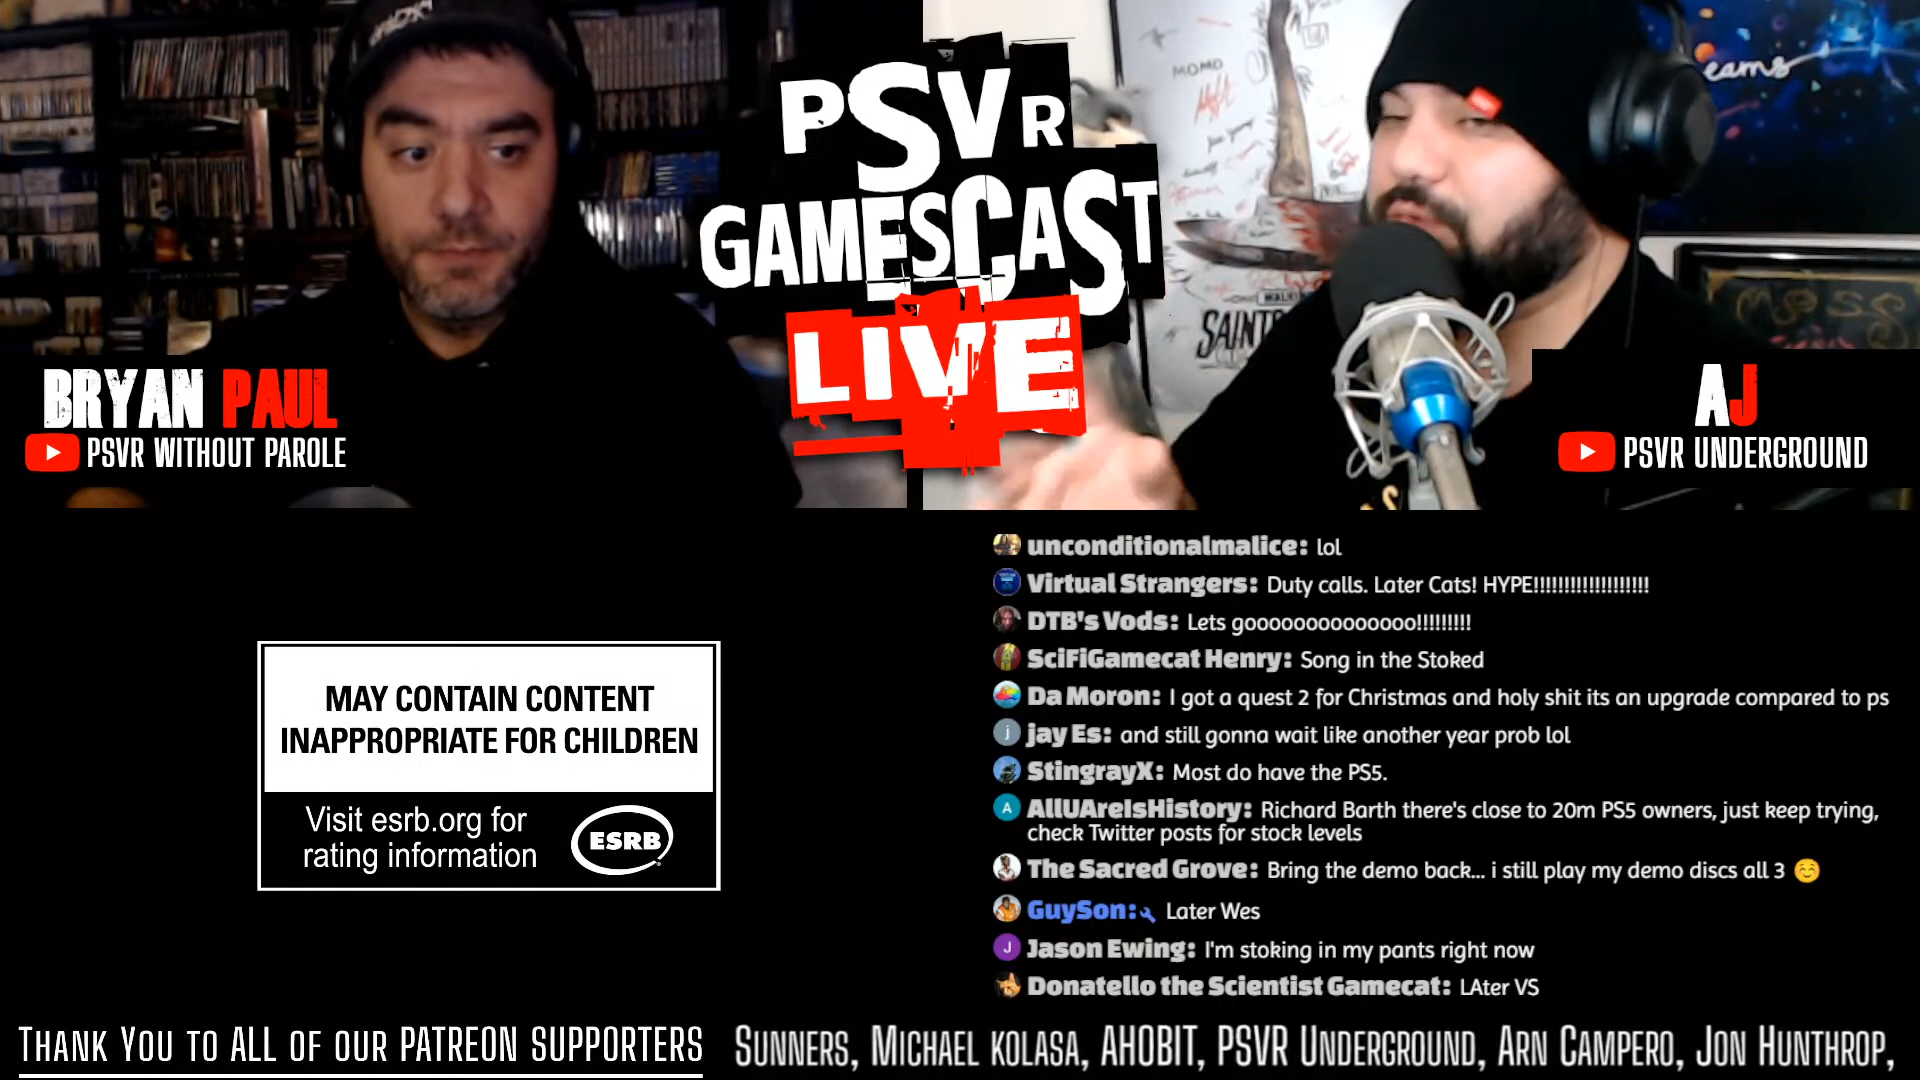 PSVR
GAMESCAST
LIVE
MOMO
eams
SAINTS
BRYAN PAUL
PSVR WITHOUT PAROLE
AJ
PSVR UNDERGROUND
unconditionalmalice: lol
Virtual Strangers: Duty calls. Later Cats! HYPE!!!!!!!!!!!!!!!!!!!
DTB's Vods: Lets goooooooooooooo!!!!!!!!!
SciFiGamecat Henry: Song in the Stoked
Da Moron: I got a quest 2 for Christmas and holy shit its an upgrade compared to ps
jay Es: and still gonna wait like another year prob lol
StingrayX: Most do have the PS5.
AllUAreIsHistory: Richard Barth there's close to 20m PS5 owners, just keep trying,
check Twitter posts for stock levels
The Sacred Grove: Bring the demo back... i still play my demo discs all 3 ☺️
GuySon: Later Wes
Jason Ewing: I'm stoking in my pants right now
Donatello the Scientist Gamecat: LAter VS
MAY CONTAIN CONTENT
INAPPROPRIATE FOR CHILDREN
Visit esrb.org for
rating information
ESRB
THANK YOU TO ALL OF OUR PATREON SUPPORTERS
SUNNERS, MICHAEL KOLASA, AHOBIT, PSVR UNDERGROUND, ARN CAMPERO, JON HUNTHROP,